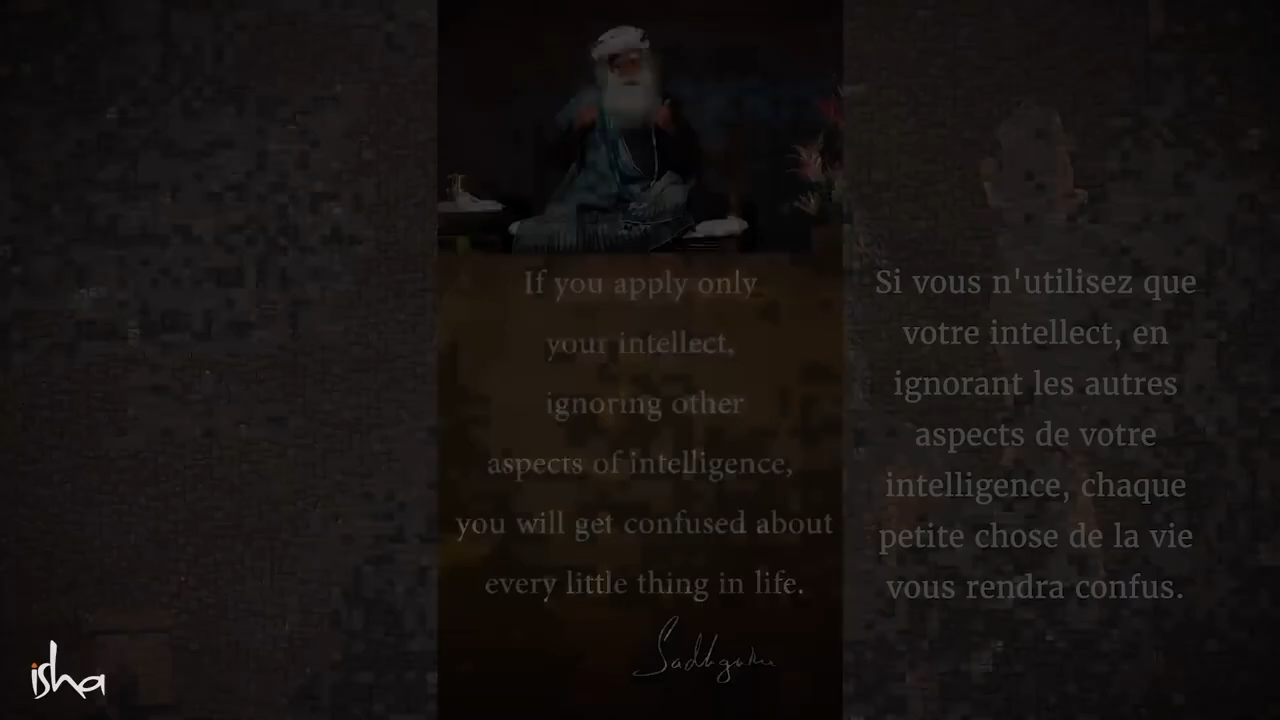 If you apply only
your intellect,
ignoring other
aspects of intelligence,
you will get confused about
every little thing in life.
Sadhguru
Si vous n'utilisez que
votre intellect, en
ignorant les autres
aspects de votre
intelligence, chaque
petite chose de la vie
vous rendra confus.
isha